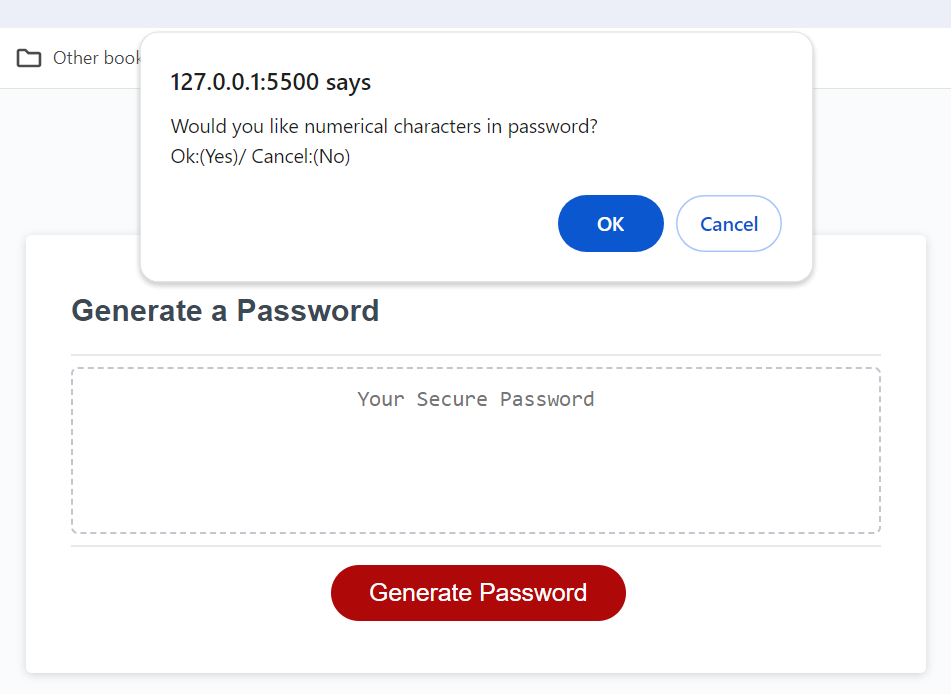 Other book
127.0.0.1:5500 says
Would you like numerical characters in password?
Ok:(Yes)/ Cancel:(No)
OK
Cancel
Generate a Password
Your Secure Password
Generate Password